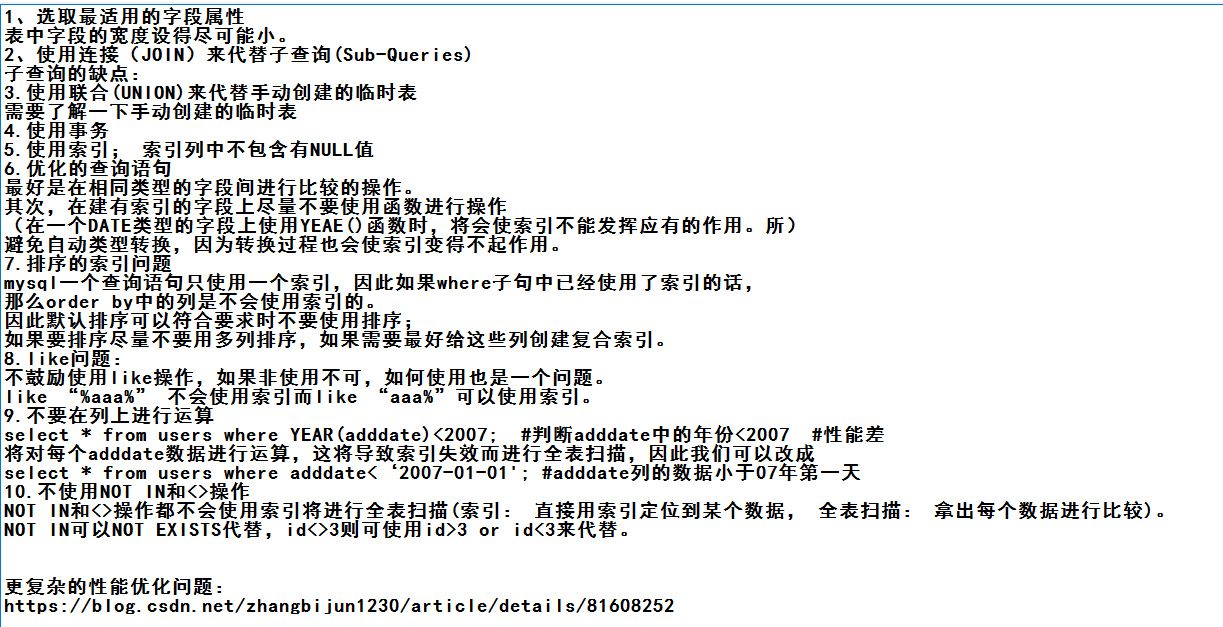 1、选取最适用的字段属性
表中字段的宽度设得尽可能小。
2、使用连接（JOIN）来代替子查询(Sub-Queries)
子查询的缺点：
3.使用联合(UNION)来代替手动创建的临时表
需要了解一下手动创建的临时表
4.使用事务
5.使用索引； 索引列中不包含有NULL值
6.优化的查询语句
最好是在相同类型的字段间进行比较的操作。
其次，在建有索引的字段上尽量不要使用函数进行操作
（在一个DATE类型的字段上使用YEAE()函数时，将会使索引不能发挥应有的作用。所）
避免自动类型转换，因为转换过程也会使索引变得不起作用。
7.排序的索引问题
mysql一个查询语句只使用一个索引，因此如果where子句中已经使用了索引的话，
那么order by中的列是不会使用索引的。
因此默认排序可以符合要求时不要使用排序；
如果要排序尽量不要用多列排序，如果需要最好给这些列创建复合索引。
8.like问题：
不鼓励使用like操作，如果非使用不可，如何使用也是一个问题。
like “%aaa%” 不会使用索引而like “aaa%”可以使用索引。
9.不要在列上进行运算
select * from users where YEAR(adddate)<2007;  #判断adddate中的年份<2007  #性能差
将对每个adddate数据进行运算，这将导致索引失效而进行全表扫描，因此我们可以改成
select * from users where adddate< ‘2007-01-01'; #adddate列的数据小于07年第一天
10.不使用NOT IN和<>操作
NOT IN和<>操作都不会使用索引将进行全表扫描(索引： 直接用索引定位到某个数据， 全表扫描： 拿出每个数据进行比较)。
NOT IN可以NOT EXISTS代替，id<>3则可使用id>3 or id<3来代替。
更复杂的性能优化问题：
https://blog.csdn.net/zhangbijun1230/article/details/81608252